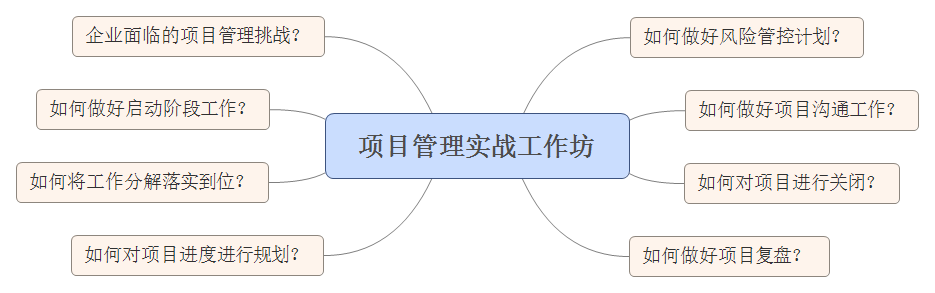 企业面临的项目管理挑战？
如何做好启动阶段工作？
如何将工作分解落实到位？
如何对项目进度进行规划？
项目管理实战工作坊
如何做好风险管控计划？
如何做好项目沟通工作？
如何对项目进行关闭？
如何做好项目复盘？